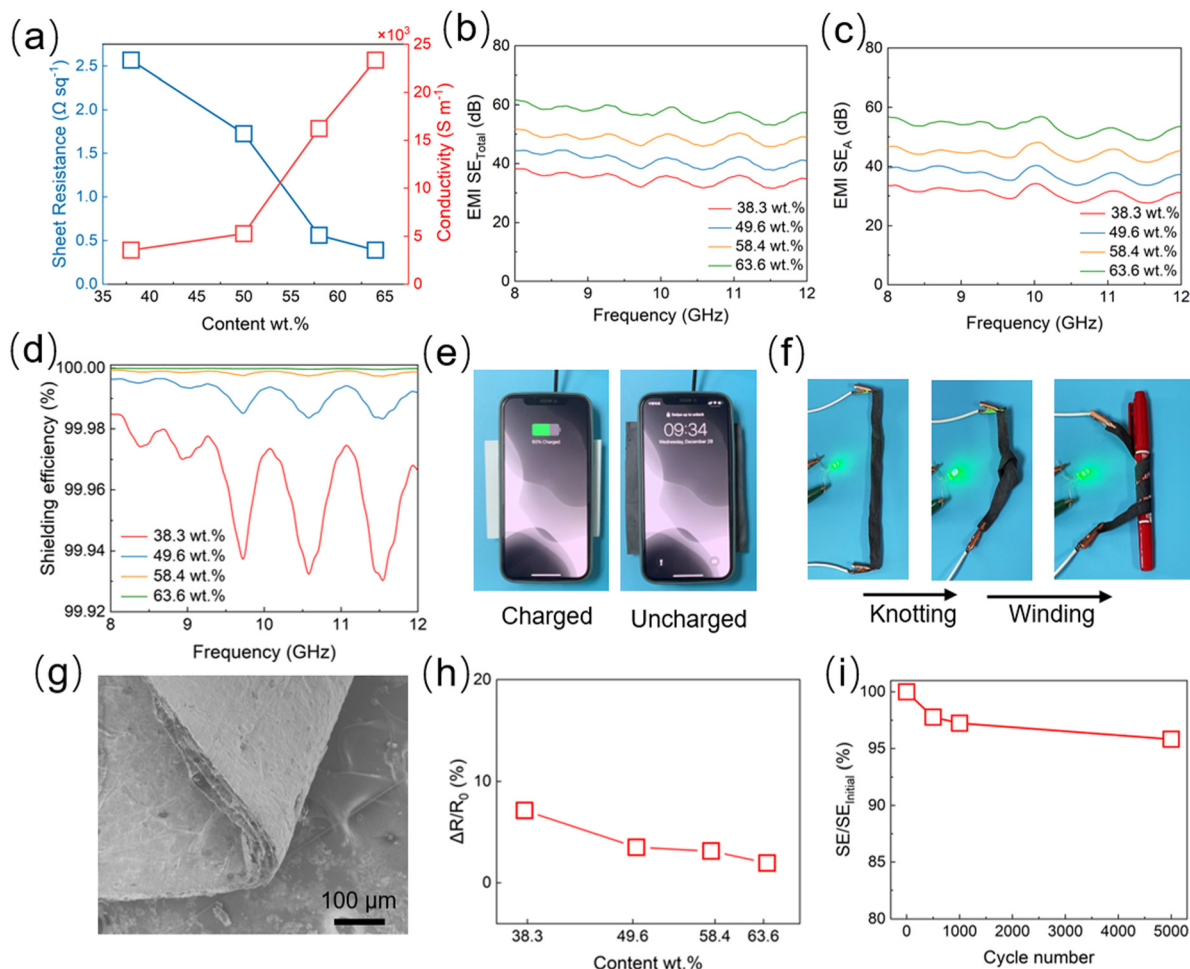 (a)
×10³
25
20
15
10
5
0
Conductivity (S m⁻¹)
2.5
2.0
1.5
1.0
0.5
0.0
Sheet Resistance (Ω sq⁻¹)
35 40 45 50 55 60 65
Content wt.%
(b)
80
60
40
20
0
EMI SE_Total (dB)
38.3 wt.%
49.6 wt.%
58.4 wt.%
63.6 wt.%
8 9 10 11 12
Frequency (GHz)
(c)
80
60
40
20
0
EMI SE_A (dB)
38.3 wt.%
49.6 wt.%
58.4 wt.%
63.6 wt.%
8 9 10 11 12
Frequency (GHz)
(d)
100.00
99.98
99.96
99.94
99.92
Shielding efficiency (%)
38.3 wt.%
49.6 wt.%
58.4 wt.%
63.6 wt.%
8 9 10 11 12
Frequency (GHz)
(e)
Swipe up to unlock
09:34
Wednesday, December 29
Charged
Uncharged
(f)
Knotting
Winding
(g)
100 μm
(h)
20
10
0
ΔR/R₀ (%)
38.3 49.6 58.4 63.6
Content wt.%
(i)
100
95
90
85
80
SE/SE_Initial (%)
0 1000 2000 3000 4000 5000
Cycle number